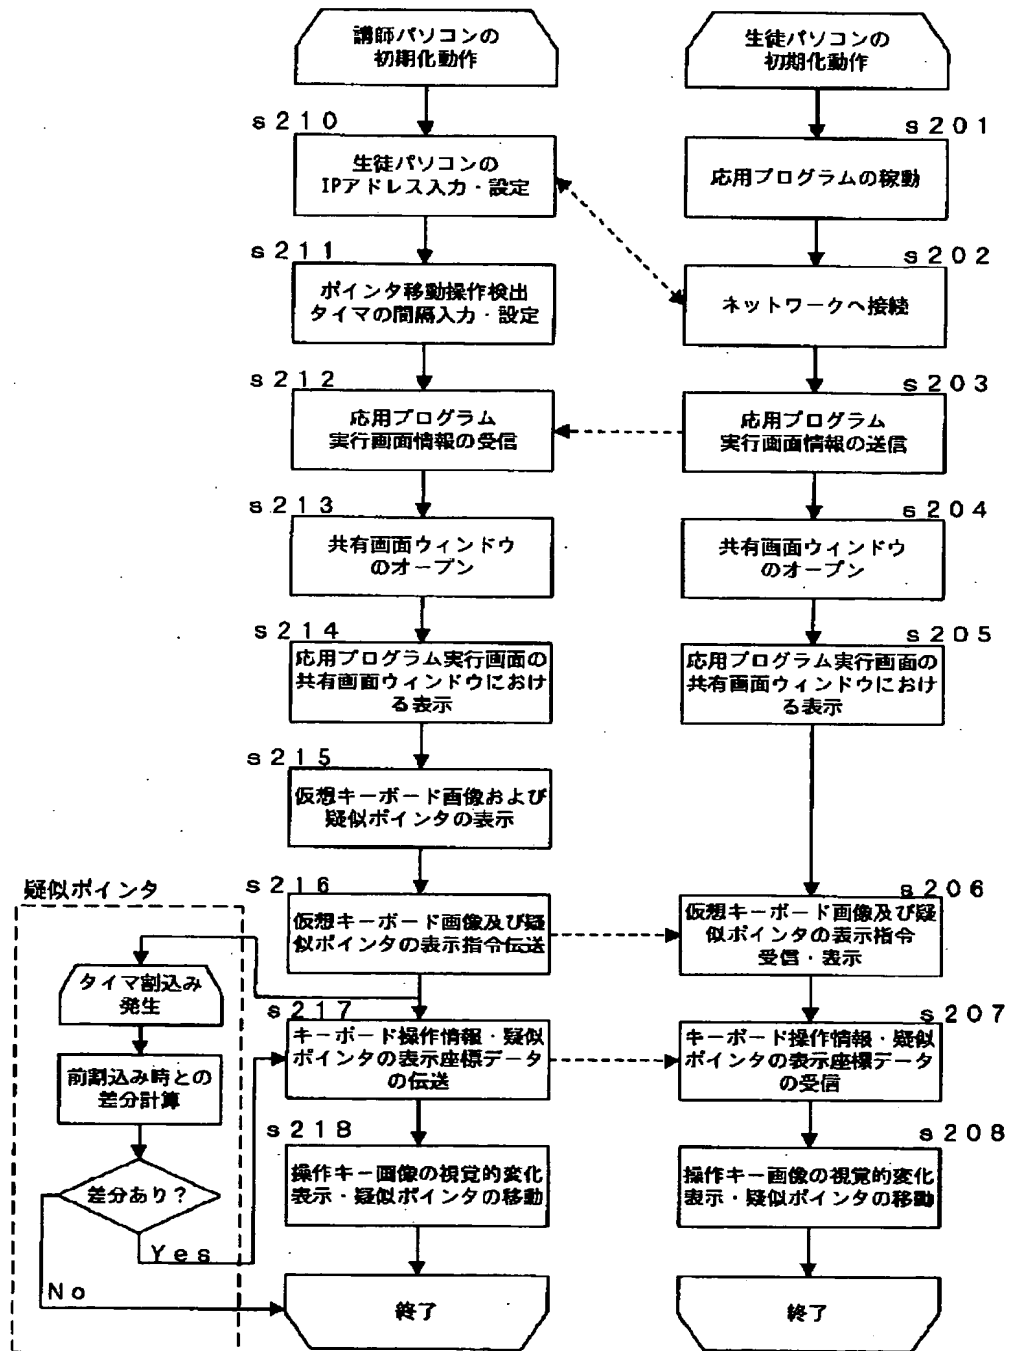 講師パソコンの
初期化動作
s210
生徒パソコンの
IPアドレス入力・設定
s211
ポインタ移動操作検出
タイマの間隔入力・設定
s212
応用プログラム
実行画面情報の受信
s213
共有画面ウィンドウ
のオープン
s214
応用プログラム実行画面の
共有画面ウィンドウにおけ
る表示
s215
仮想キーボード画像および
疑似ポインタの表示
s216
仮想キーボード画像及び疑
似ポインタの表示指令伝送
s217
キーボード操作情報・疑似
ポインタの表示座標データ
の伝送
s218
操作キー画像の視覚的変化
表示・疑似ポインタの移動
終了
疑似ポインタ
タイマ割込み
発生
前割込み時との
差分計算
差分あり?
Yes
No
生徒パソコンの
初期化動作
s201
応用プログラムの稼動
s202
ネットワークへ接続
s203
応用プログラム
実行画面情報の送信
s204
共有画面ウィンドウ
のオープン
s205
応用プログラム実行画面の
共有画面ウィンドウにおけ
る表示
s206
仮想キーボード画像及び疑
似ポインタの表示指令
受信・表示
s207
キーボード操作情報・疑似
ポインタの表示座標データ
の受信
s208
操作キー画像の視覚的変化
表示・疑似ポインタの移動
終了